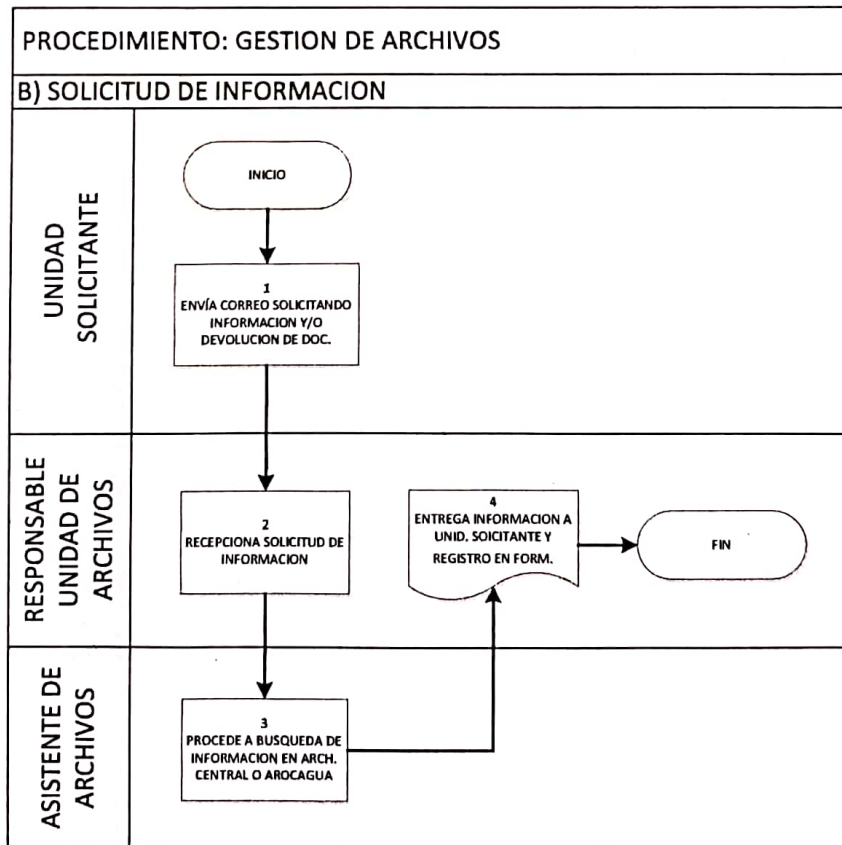 PROCEDIMIENTO: GESTION DE ARCHIVOS
B) SOLICITUD DE INFORMACION
UNIDAD
SOLICITANTE
INICIO
1
ENVÍA CORREO SOLICITANDO
INFORMACION Y/O
DEVOLUCION DE DOC.
RESPONSABLE
UNIDAD DE
ARCHIVOS
2
RECEPCIONA SOLICITUD DE
INFORMACION
4
ENTREGA INFORMACION A
UNID. SOICITANTE Y
REGISTRO EN FORM.
FIN
ASISTENTE DE
ARCHIVOS
3
PROCEDE A BUSQUEDA DE
INFORMACION EN ARCH.
CENTRAL O AROCAGUA